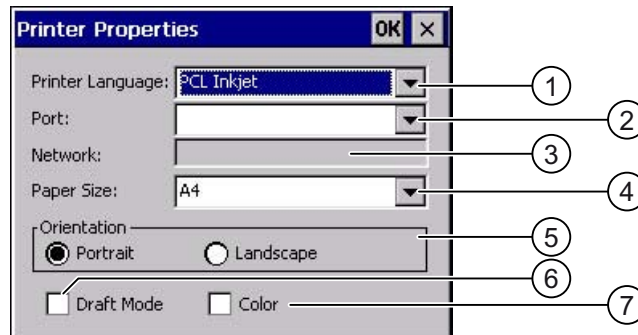 Printer Properties OK ×
Printer Language: PCL Inkjet 1
Port: 2
Network: 3
Paper Size: A4 4
Orientation
Portrait Landscape 5
6
Draft Mode Color 7